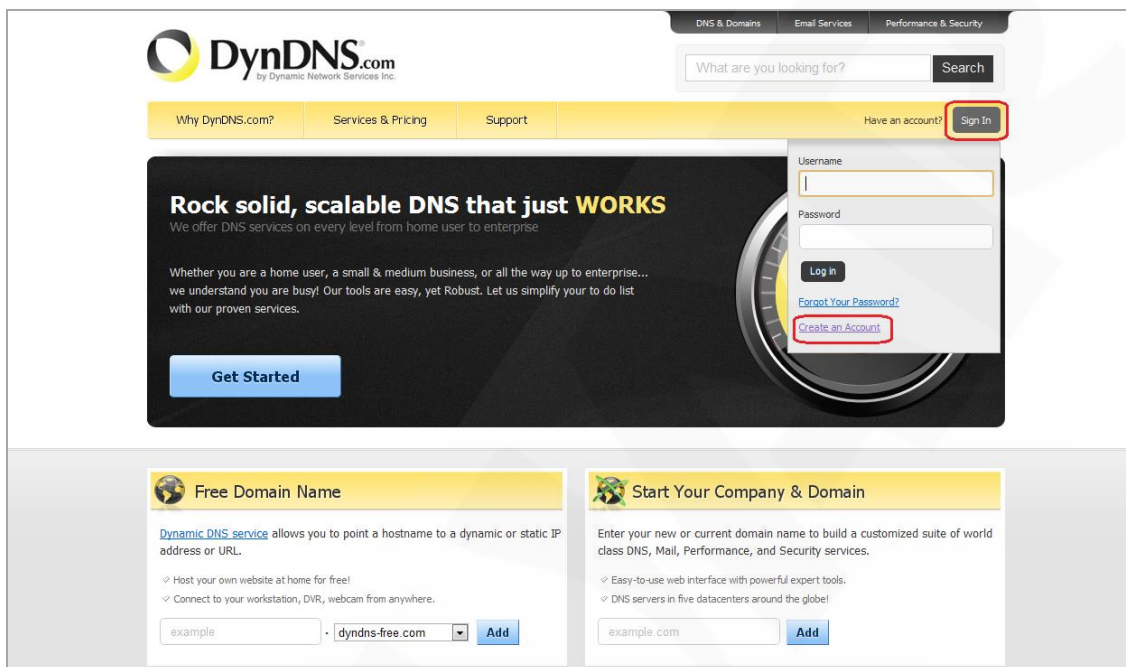 DNS & Domains Email Services Performance & Security
DynDNS.com
by Dynamic Network Services Inc.
What are you looking for? Search
Why DynDNS.com? Services & Pricing Support Have an account? Sign In
Username
Password
Log in
Forgot Your Password?
Create an Account
Rock solid, scalable DNS that just WORKS
We offer DNS services on every level from home user to enterprise
Whether you are a home user, a small & medium business, or all the way up to enterprise...
we understand you are busy! Our tools are easy, yet Robust. Let us simplify your to do list
with our proven services.
Get Started
Free Domain Name
Dynamic DNS service allows you to point a hostname to a dynamic or static IP
address or URL.
Host your own website at home for free!
Connect to your workstation, DVR, webcam from anywhere.
example . dyndns-free.com Add
Start Your Company & Domain
Enter your new or current domain name to build a customized suite of world
class DNS, Mail, Performance, and Security services.
Easy-to-use web interface with powerful expert tools.
DNS servers in five datacenters around the globe!
example.com Add